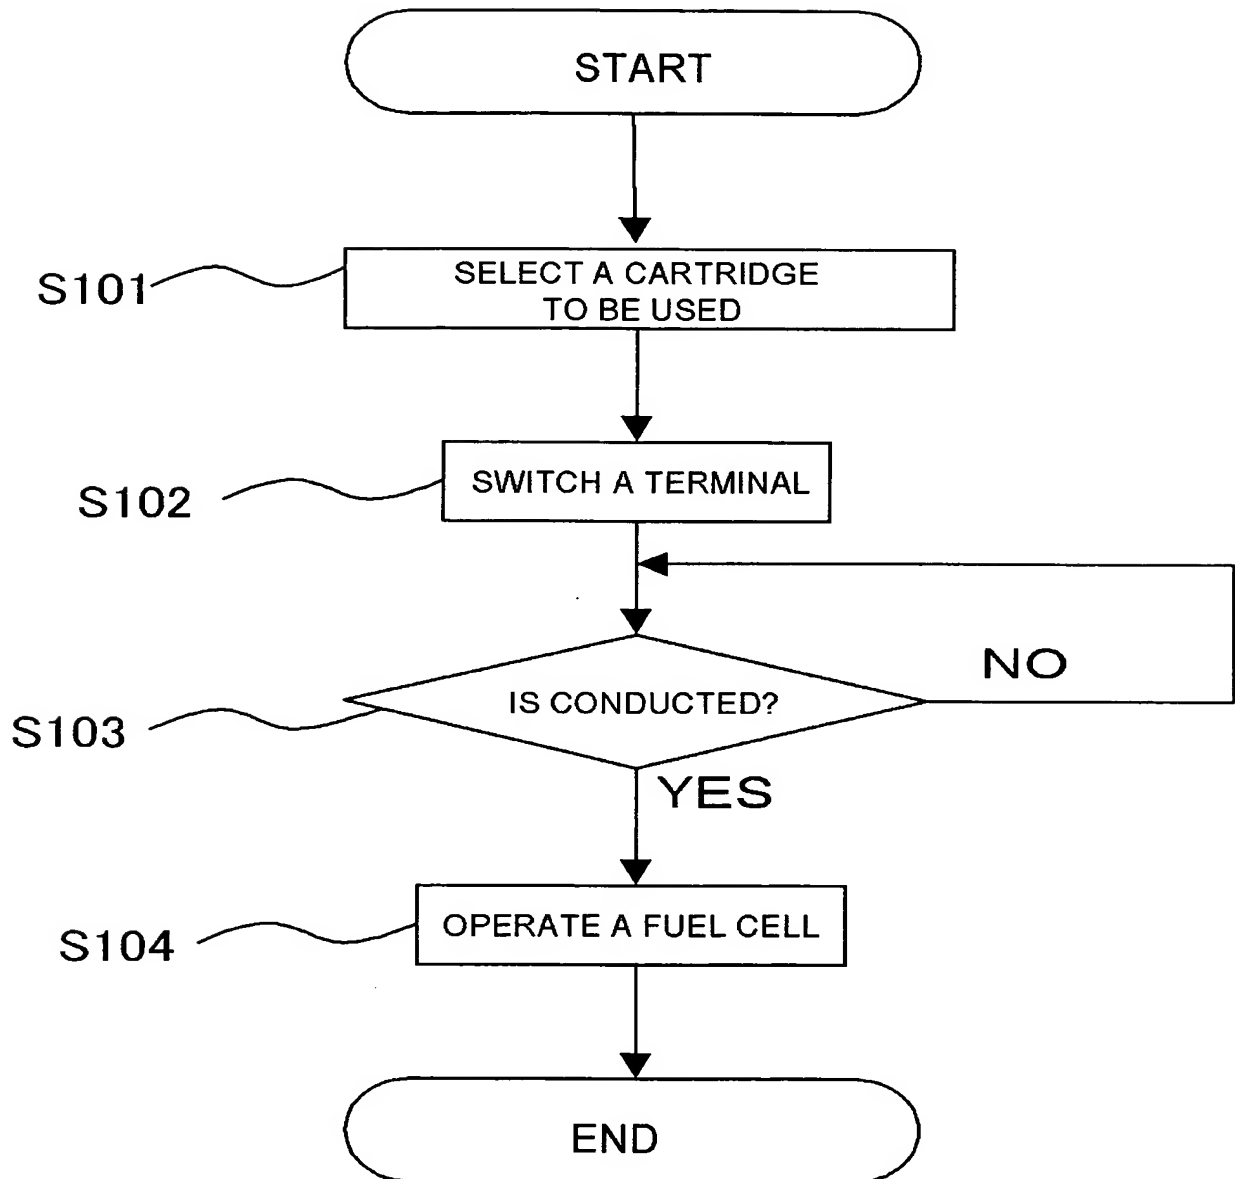 START
S101
SELECT A CARTRIDGE
TO BE USED
S102
SWITCH A TERMINAL
S103
IS CONDUCTED?
NO
YES
S104
OPERATE A FUEL CELL
END